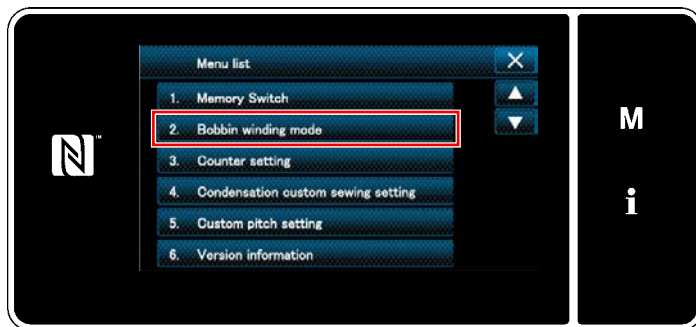 Menu list
1. Memory Switch
2. Bobbin winding mode
3. Counter setting
4. Condensation custom sewing setting
5. Custom pitch setting
6. Version information
M
i